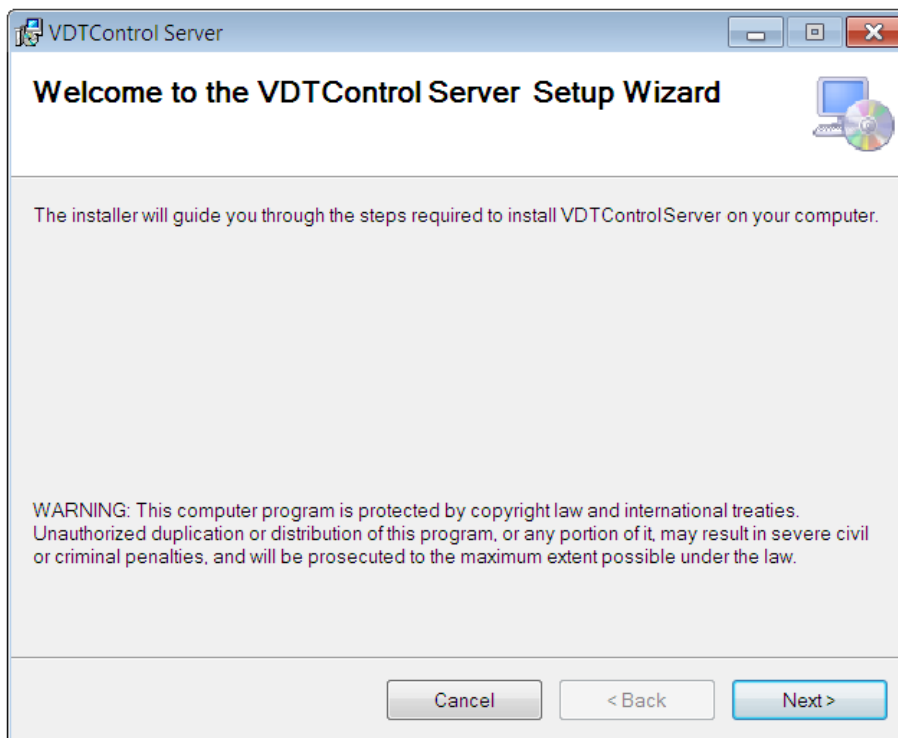 VDTControl Server
Welcome to the VDTControl Server Setup Wizard
The installer will guide you through the steps required to install VDTControlServer on your computer.
WARNING: This computer program is protected by copyright law and international treaties.
Unauthorized duplication or distribution of this program, or any portion of it, may result in severe civil
or criminal penalties, and will be prosecuted to the maximum extent possible under the law.
Cancel
< Back
Next >